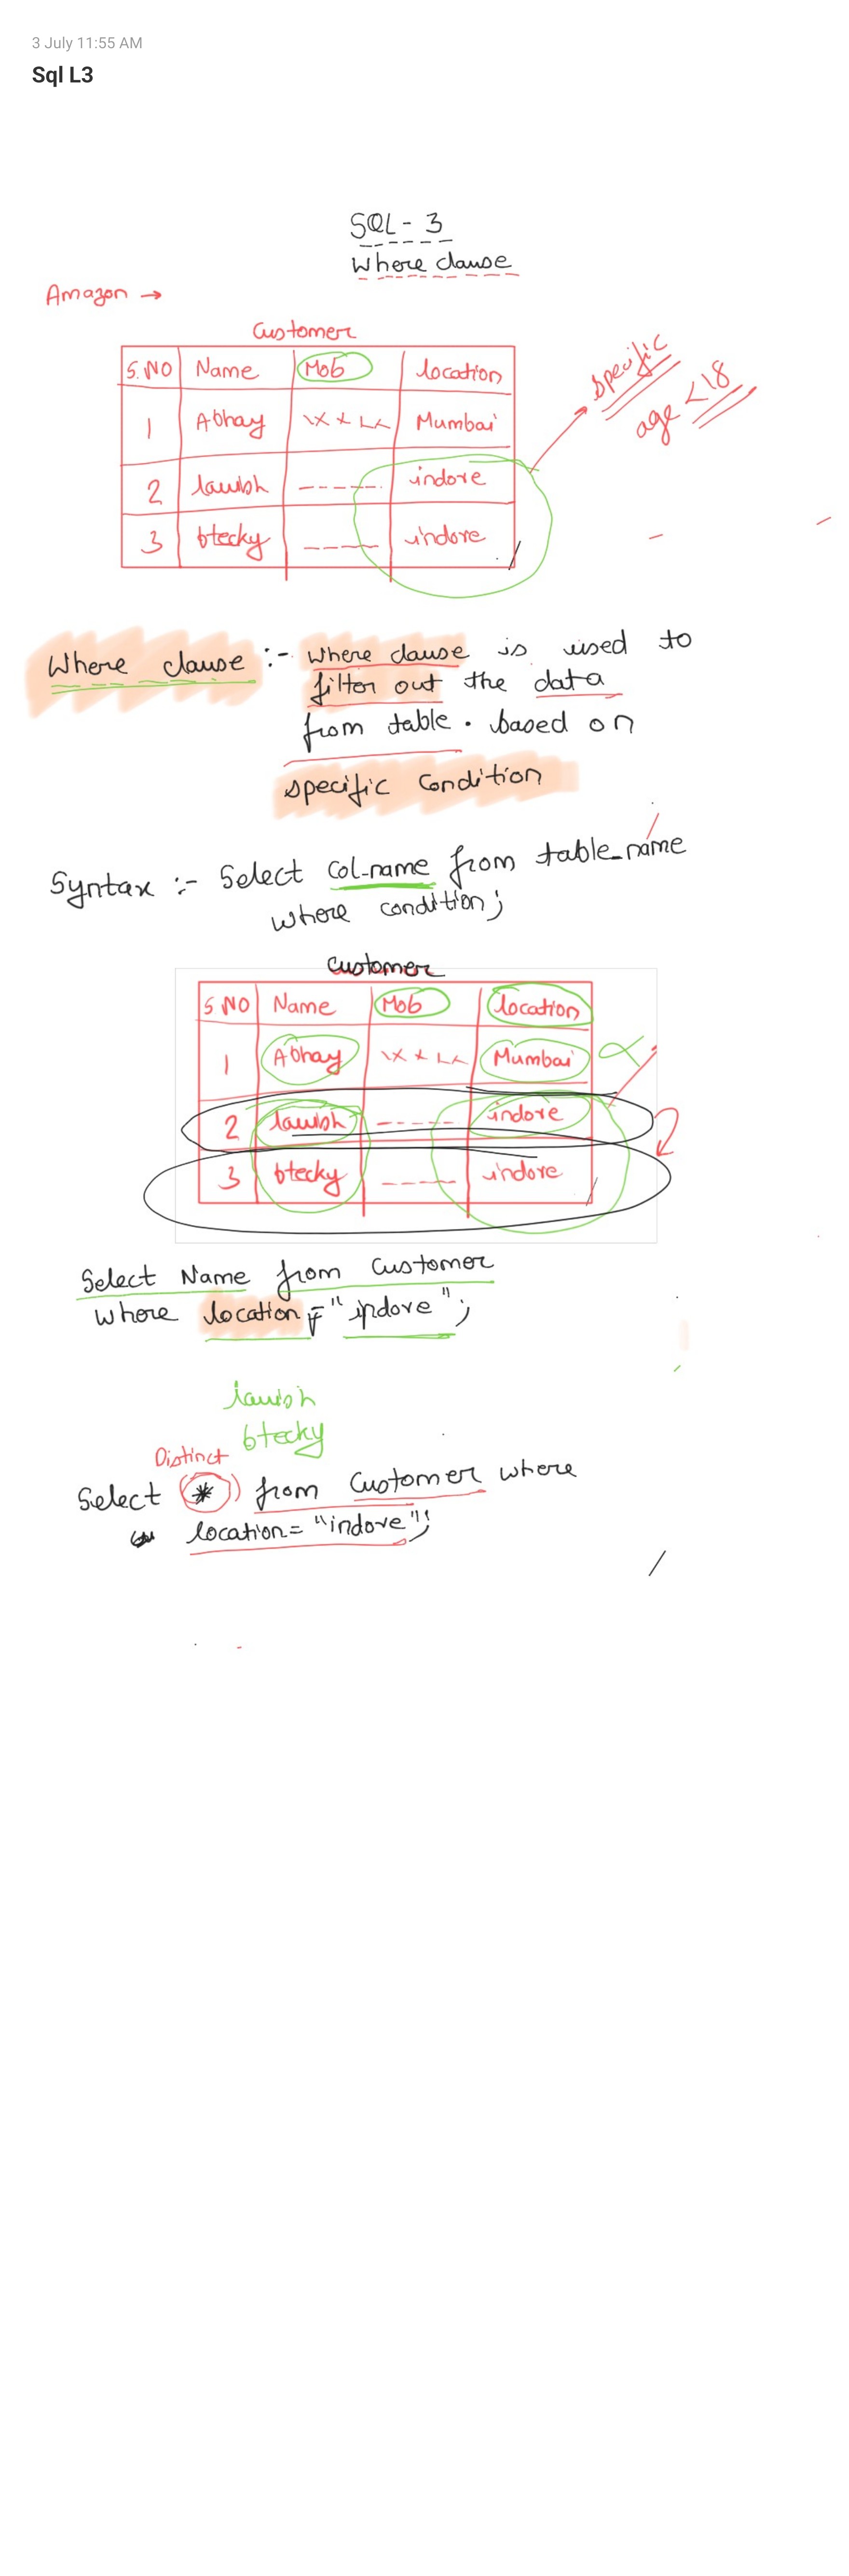 3 July 11:55 AM
Sql L3
SQL - 3
Where clause
Amazon →
Customer
S.NO Name Mob location
1 Abhay Mumbai
2 lavish ------ indore
3 btecky ----- indore
specific
age <18
Where clause :- Where clause is used to
filter out the data
from table . based on
specific Condition
Syntax :- Select Col_name from table_name
where condition;
Customer
S NO Name Mob location
1 Abhay Mumbai
2 lavish ------ indore
3 btecky ----- indore
Select Name from Customer
where location = "indore";
lavish
btecky
Distinct
Select * from Customer where
location = "indore";